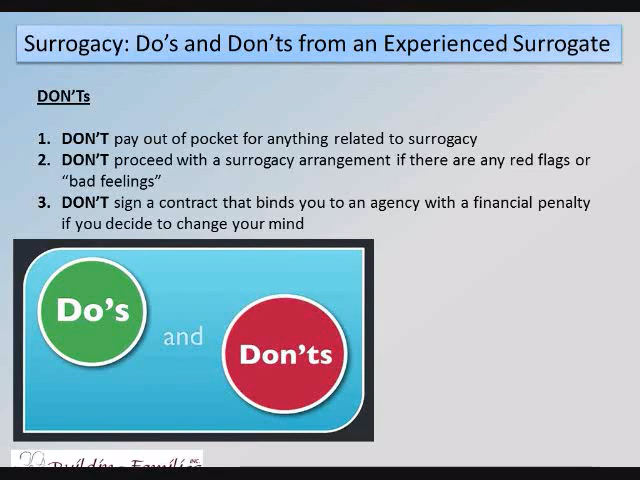 Surrogacy: Do's and Don'ts from an Experienced Surrogate
DON'Ts
1. DON'T pay out of pocket for anything related to surrogacy
2. DON'T proceed with a surrogacy arrangement if there are any red flags or
"bad feelings"
3. DON'T sign a contract that binds you to an agency with a financial penalty
if you decide to change your mind
Do's
and
Don'ts
Families INC.